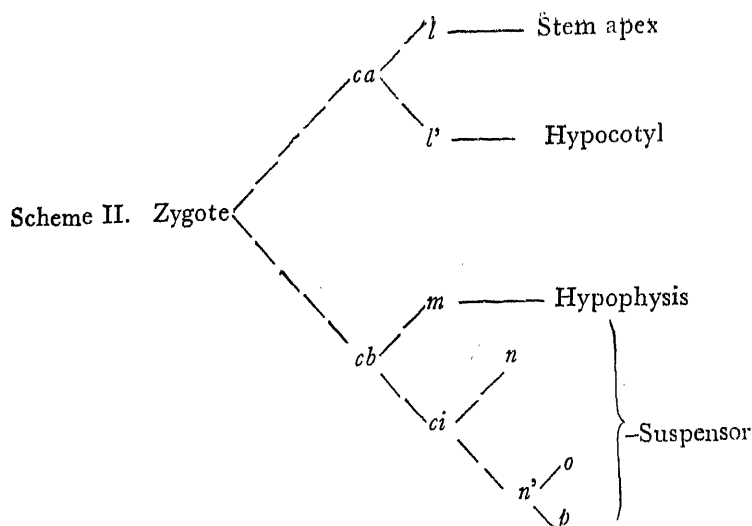 l Stem apex
ca
l' Hypocotyl
Scheme II. Zygote
m Hypophysis
cb n
ci Suspensor
o
n'
p